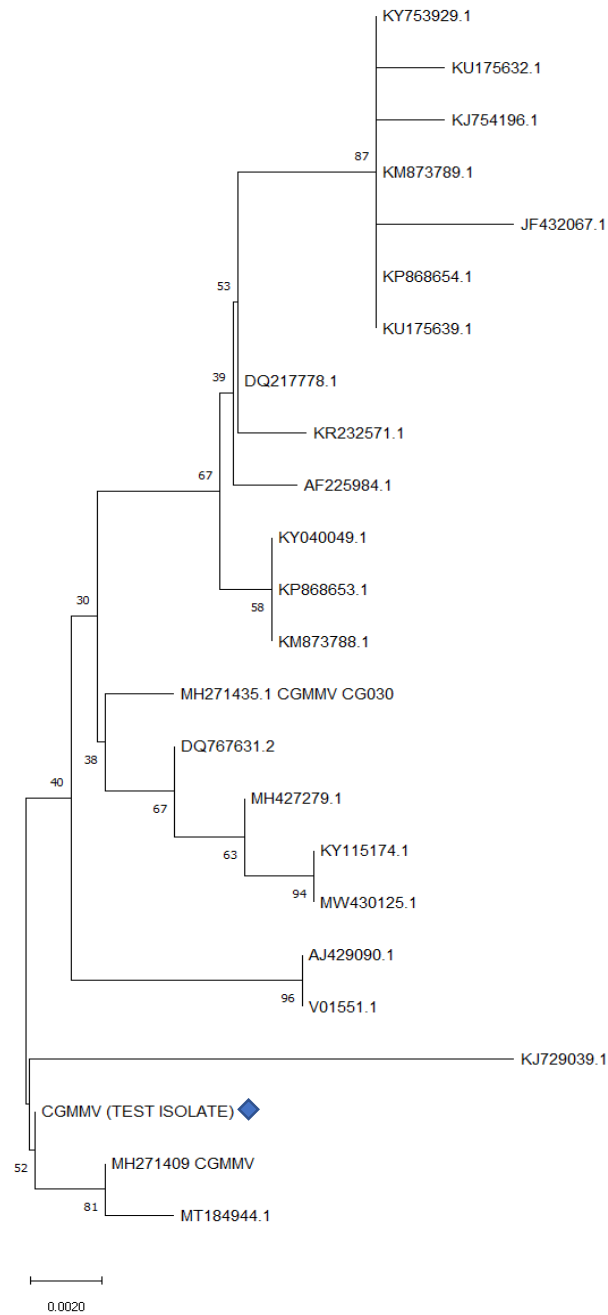 KY753929.1
KU175632.1
KJ754196.1
87
KM873789.1
JF432067.1
KP868654.1
53
KU175639.1
39
DQ217778.1
KR232571.1
67
AF225984.1
KY040049.1
KP868653.1
58
30
KM873788.1
MH271435.1 CGMMV CG030
DQ767631.2
38
40
MH427279.1
67
KY115174.1
63
94
MW430125.1
AJ429090.1
96
V01551.1
KJ729039.1
CGMMV (TEST ISOLATE)
MH271409 CGMMV
52
81
MT184944.1
0.0020